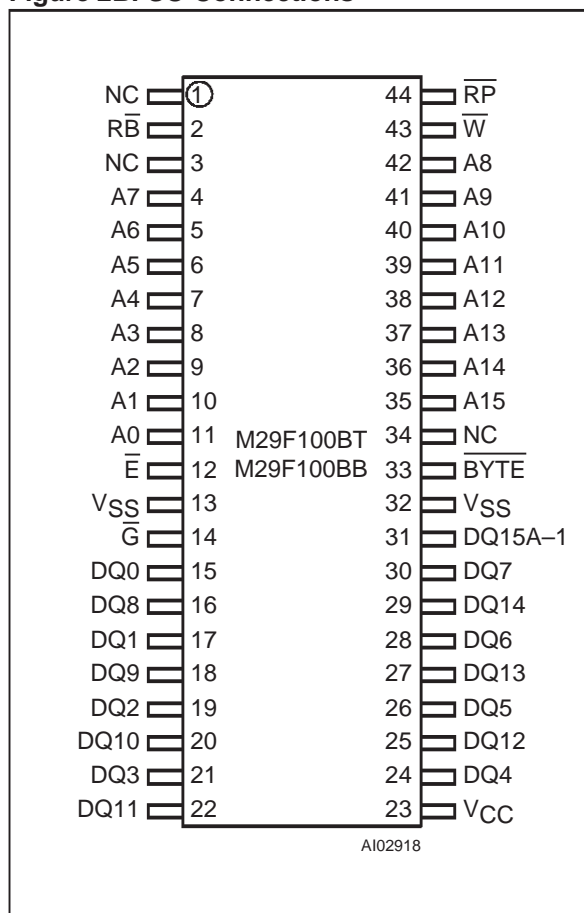 Figure 2B. SO Connections
NC 1 44 R̅P̅
RB̅ 2 43 W̅
NC 3 42 A8
A7 4 41 A9
A6 5 40 A10
A5 6 39 A11
A4 7 38 A12
A3 8 37 A13
A2 9 36 A14
A1 10 35 A15
A0 11 M29F100BT 34 NC
E̅ 12 M29F100BB 33 B̅Y̅T̅E̅
VSS 13 32 VSS
G̅ 14 31 DQ15A–1
DQ0 15 30 DQ7
DQ8 16 29 DQ14
DQ1 17 28 DQ6
DQ9 18 27 DQ13
DQ2 19 26 DQ5
DQ10 20 25 DQ12
DQ3 21 24 DQ4
DQ11 22 23 VCC
AI02918